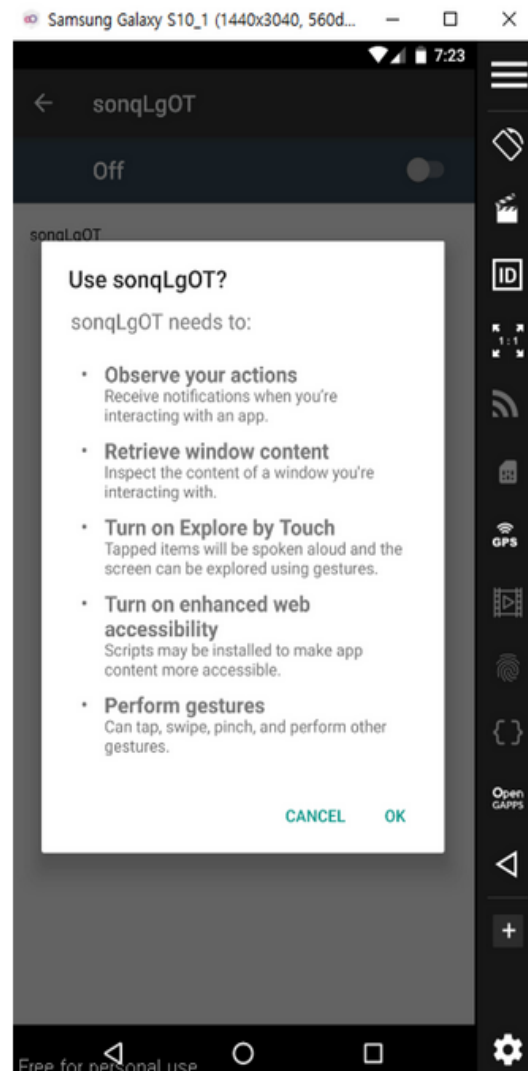 Samsung Galaxy S10_1 (1440x3040, 560d...
7:23
sonqLgOT
Off
sonqLgOT
Use sonqLgOT?
sonqLgOT needs to:
• Observe your actions
Receive notifications when you're
interacting with an app.
• Retrieve window content
Inspect the content of a window you're
interacting with.
• Turn on Explore by Touch
Tapped items will be spoken aloud and the
screen can be explored using gestures.
• Turn on enhanced web
accessibility
Scripts may be installed to make app
content more accessible.
• Perform gestures
Can tap, swipe, pinch, and perform other
gestures.
CANCEL OK
Free for personal use
ID
1:1
GPS
Open
GAPPS